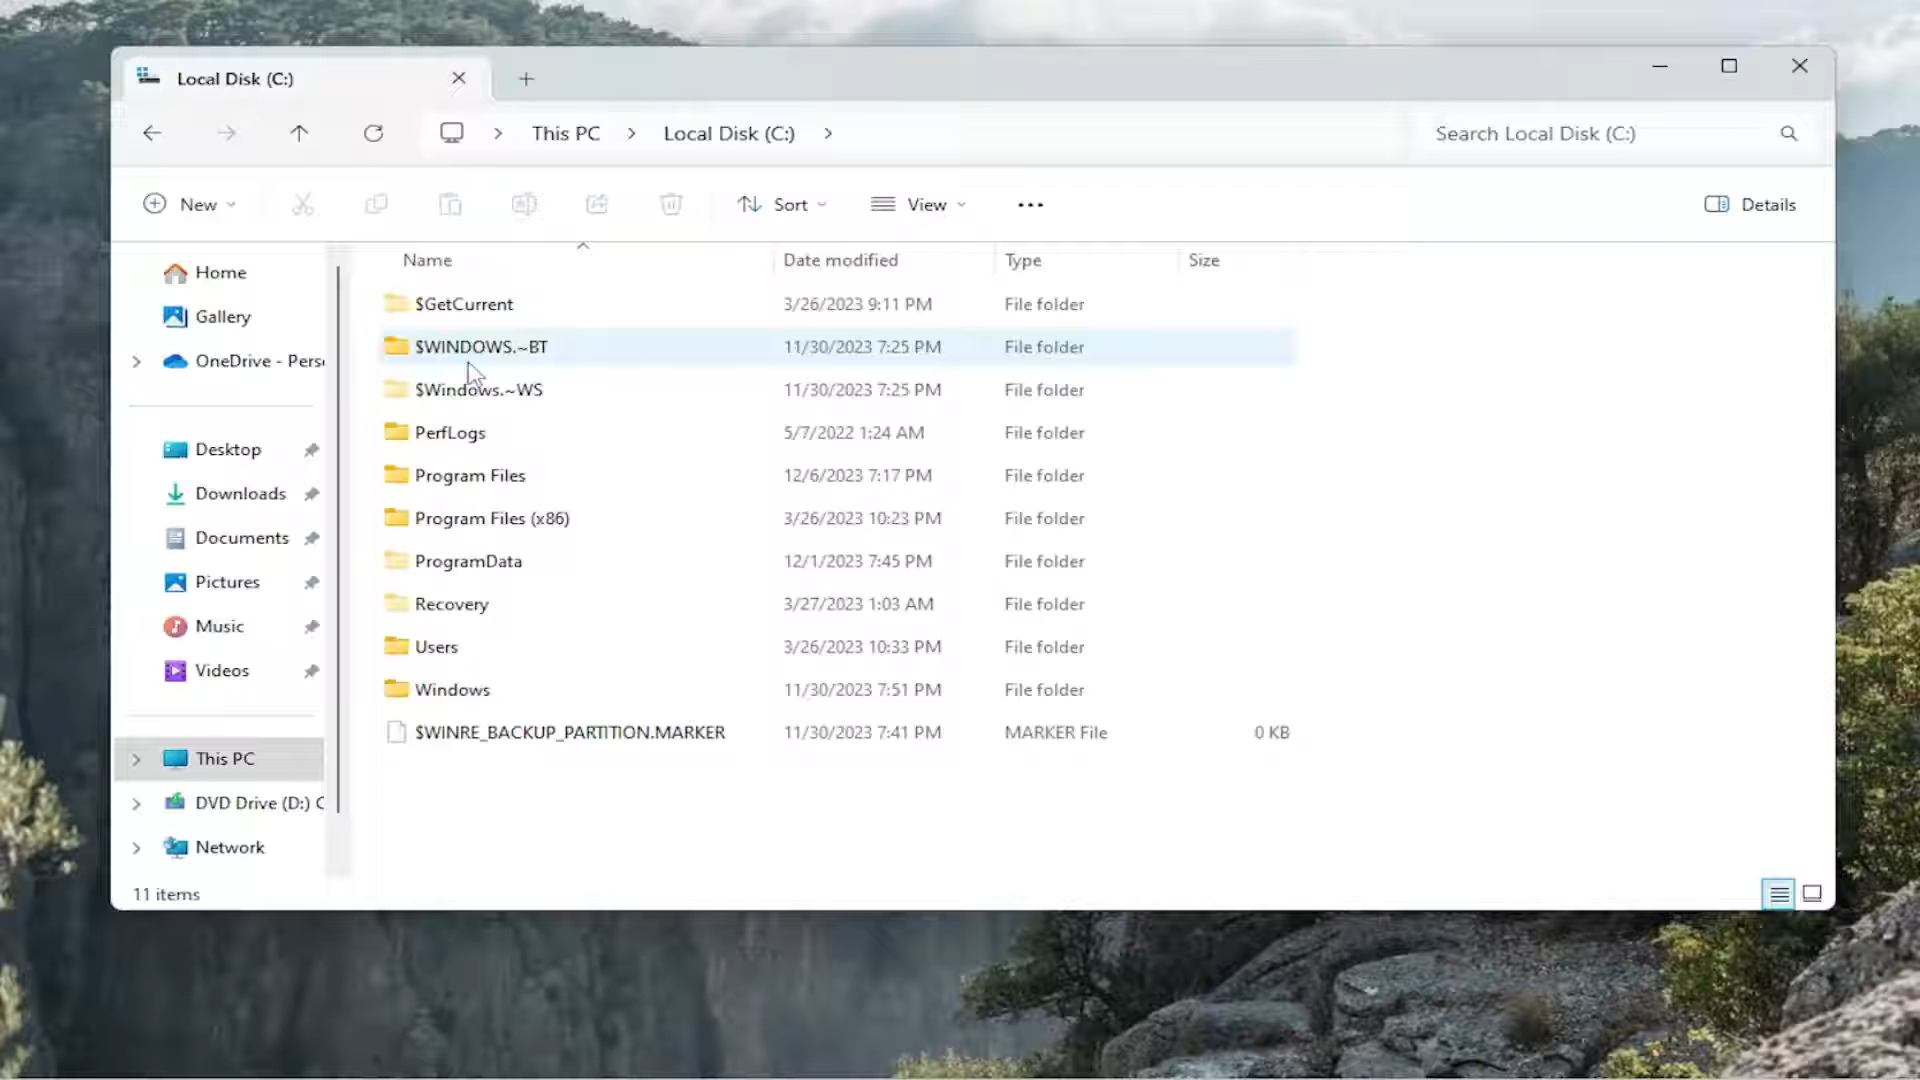 Local Disk (C:)
This PC > Local Disk (C:) >
Search Local Disk (C:)
New
Sort
View
Details
Name Date modified Type Size
Home
Gallery
OneDrive - Pers
Desktop
Downloads
Documents
Pictures
Music
Videos
This PC
DVD Drive (D:) C
Network
$GetCurrent 3/26/2023 9:11 PM File folder
$WINDOWS.~BT 11/30/2023 7:25 PM File folder
$Windows.~WS 11/30/2023 7:25 PM File folder
PerfLogs 5/7/2022 1:24 AM File folder
Program Files 12/6/2023 7:17 PM File folder
Program Files (x86) 3/26/2023 10:23 PM File folder
ProgramData 12/1/2023 7:45 PM File folder
Recovery 3/27/2023 1:03 AM File folder
Users 3/26/2023 10:33 PM File folder
Windows 11/30/2023 7:51 PM File folder
$WINRE_BACKUP_PARTITION.MARKER 11/30/2023 7:41 PM MARKER File 0 KB
11 items